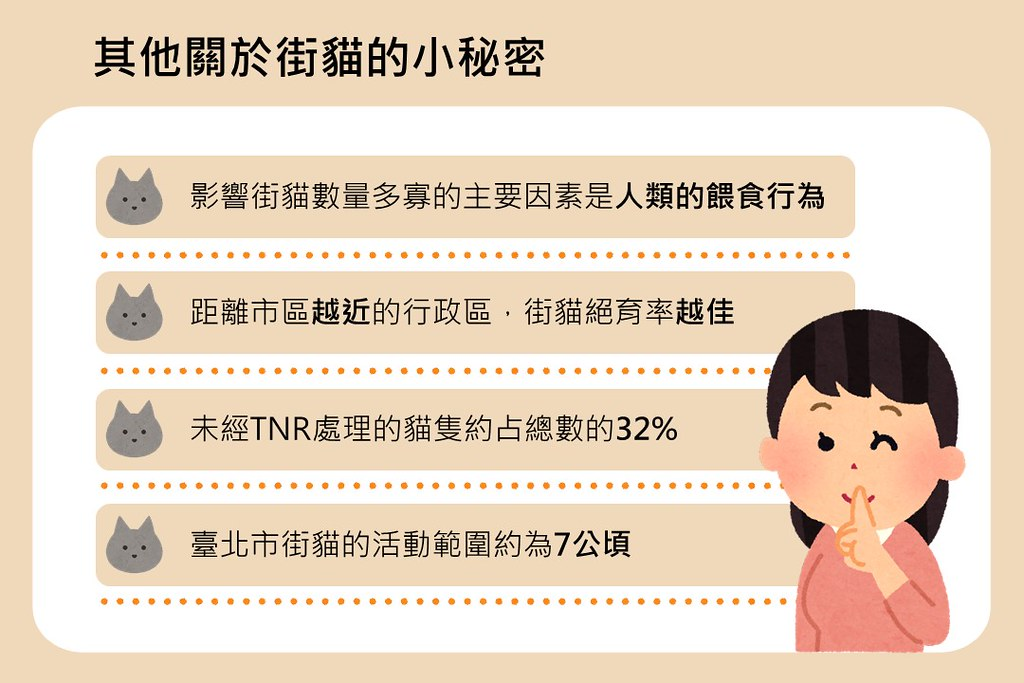 其他關於街貓的小秘密
影響街貓數量多寡的主要因素是人類的餵食行為
距離市區越近的行政區，街貓絕育率越佳
未經TNR處理的貓隻約占總數的32%
臺北市街貓的活動範圍約為7公頃